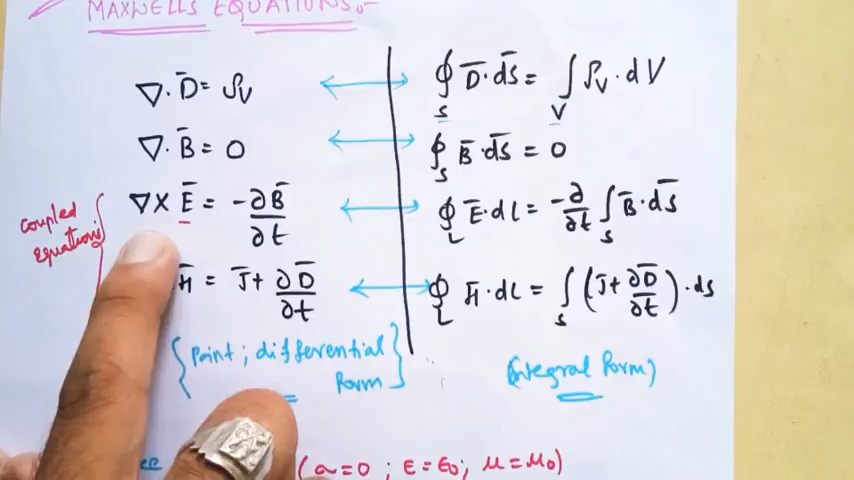 MAXWELLS EQUATIONS:-
∇· D̄ = ρv ↔ ∮s D̄·ds̄ = ∫v ρv · dV
∇· B̄ = 0 ↔ ∮s B̄·ds̄ = 0
∇X Ē = -∂B̄/∂t ↔ ∮L Ē·dl = -∂/∂t ∫s B̄·ds̄
H̄ = J̄ + ∂D̄/∂t ↔ ∮L H̄·dl = ∫s (J̄ + ∂D̄/∂t)·ds
coupled
equations
{Point ; differential
Form}
(integral Form)
(σ=0 ; ε=ε0 ; μ=μ0)